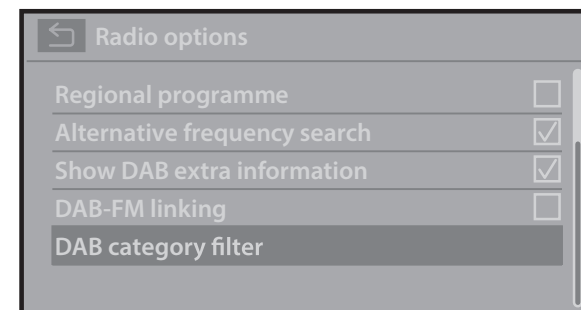 Radio options
Regional programme
Alternative frequency search
Show DAB extra information
DAB-FM linking
DAB category filter